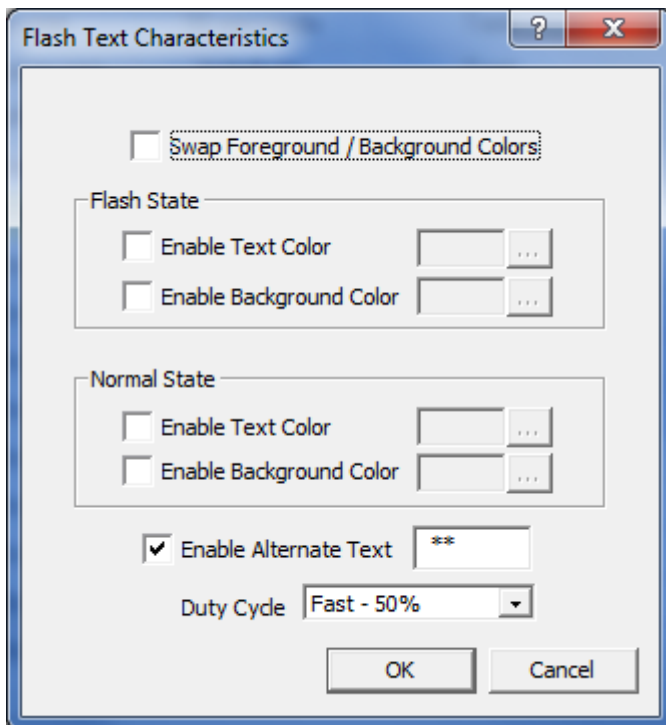 Flash Text Characteristics
?
Swap Foreground / Background Colors
Flash State
Enable Text Color ...
Enable Background Color ...
Normal State
Enable Text Color ...
Enable Background Color ...
Enable Alternate Text **
Duty Cycle Fast - 50%
OK Cancel